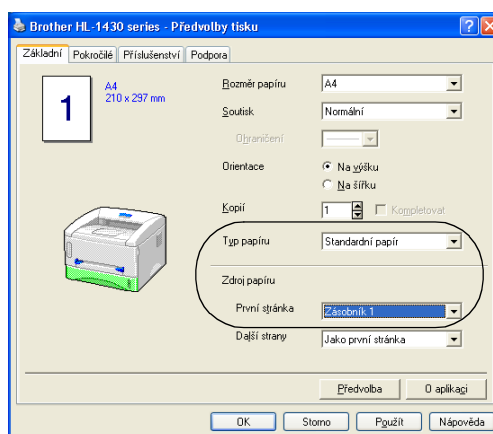 Brother HL-1430 series - Předvolby tisku
Základní Pokročilé Příslušenství Podpora
1
A4
210 x 297 mm
Rozměr papíru A4
Soutisk Normální
Ohraničení
Orientace Na výšku
Na šířku
Kopií 1 Kompletovat
Typ papíru Standardní papír
Zdroj papíru
První stránka Zásobník 1
Další strany Jako první stránka
Předvolba O aplikaci
OK Storno Použít Nápověda